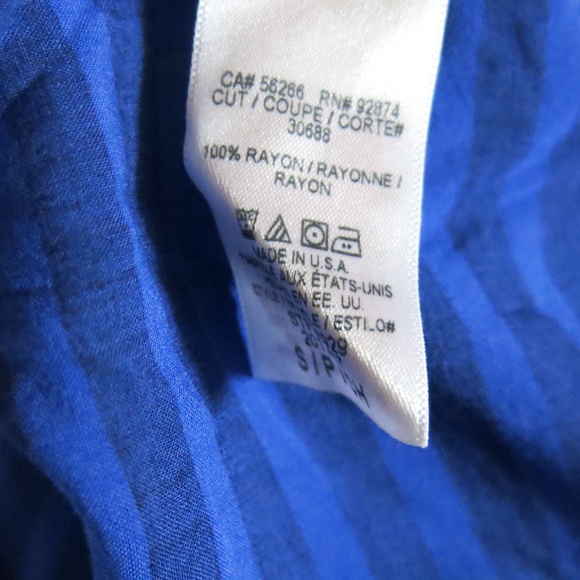 CA# 56266 RN# 92874
CUT / COUPE / CORTE#
30688
100% RAYON / RAYONNE /
RAYON
MADE IN U.S.A.
AUX ÉTATS-UNIS
EN EE. UU.
/ ESTILO#
S/P